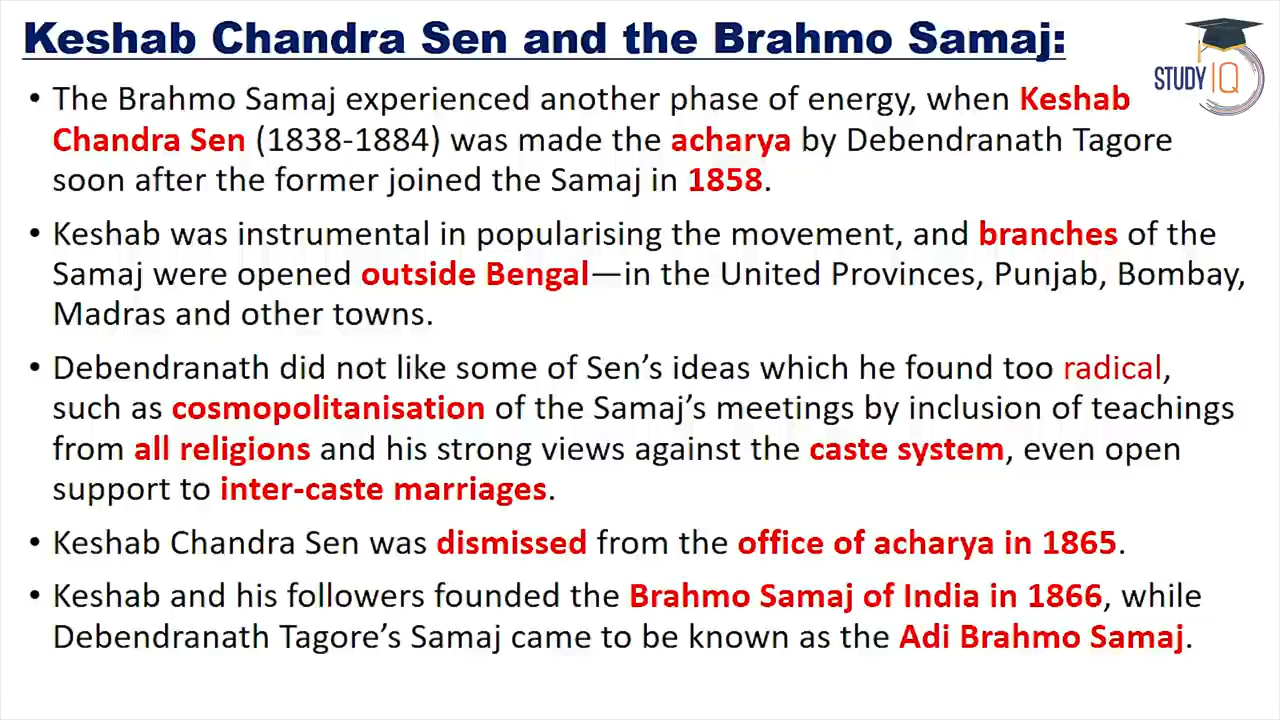 Keshab Chandra Sen and the Brahmo Samaj:
STUDY IQ
• The Brahmo Samaj experienced another phase of energy, when Keshab
Chandra Sen (1838-1884) was made the acharya by Debendranath Tagore
soon after the former joined the Samaj in 1858.
• Keshab was instrumental in popularising the movement, and branches of the
Samaj were opened outside Bengal—in the United Provinces, Punjab, Bombay,
Madras and other towns.
• Debendranath did not like some of Sen’s ideas which he found too radical,
such as cosmopolitanisation of the Samaj’s meetings by inclusion of teachings
from all religions and his strong views against the caste system, even open
support to inter-caste marriages.
• Keshab Chandra Sen was dismissed from the office of acharya in 1865.
• Keshab and his followers founded the Brahmo Samaj of India in 1866, while
Debendranath Tagore’s Samaj came to be known as the Adi Brahmo Samaj.